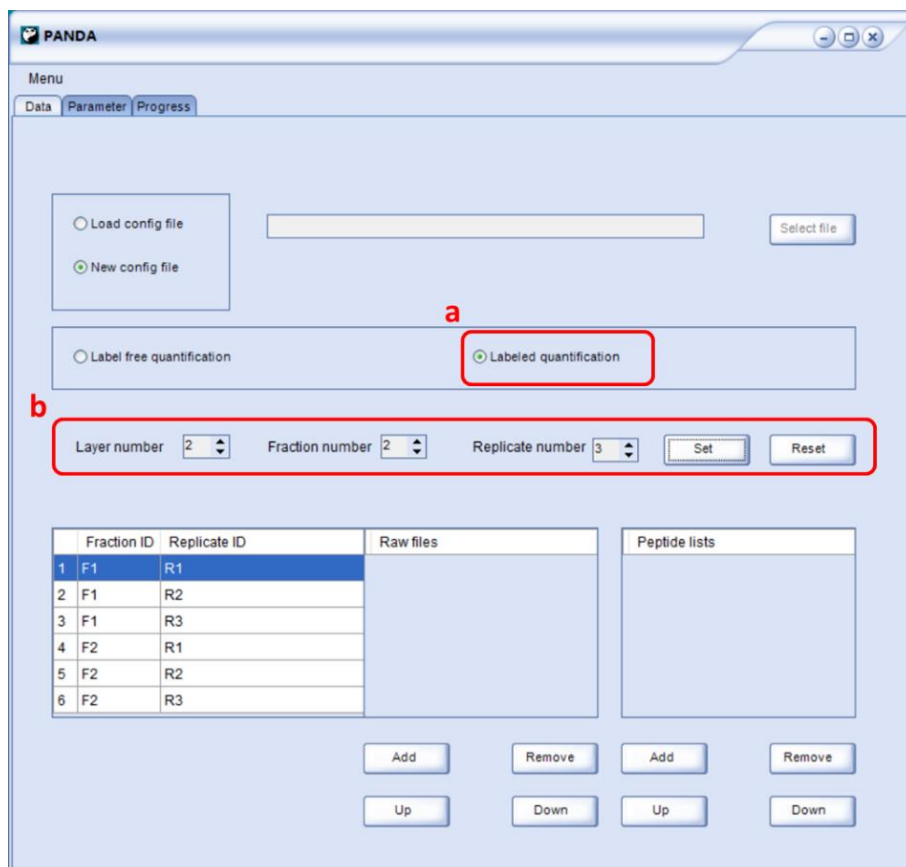 PANDA
Menu
Data Parameter Progress
Load config file
Select file
New config file
a
Label free quantification Labeled quantification
b
Layer number 2 Fraction number 2 Replicate number 3 Set Reset
Fraction ID Replicate ID Raw files Peptide lists
1 F1 R1
2 F1 R2
3 F1 R3
4 F2 R1
5 F2 R2
6 F2 R3
Add Remove Add Remove
Up Down Up Down